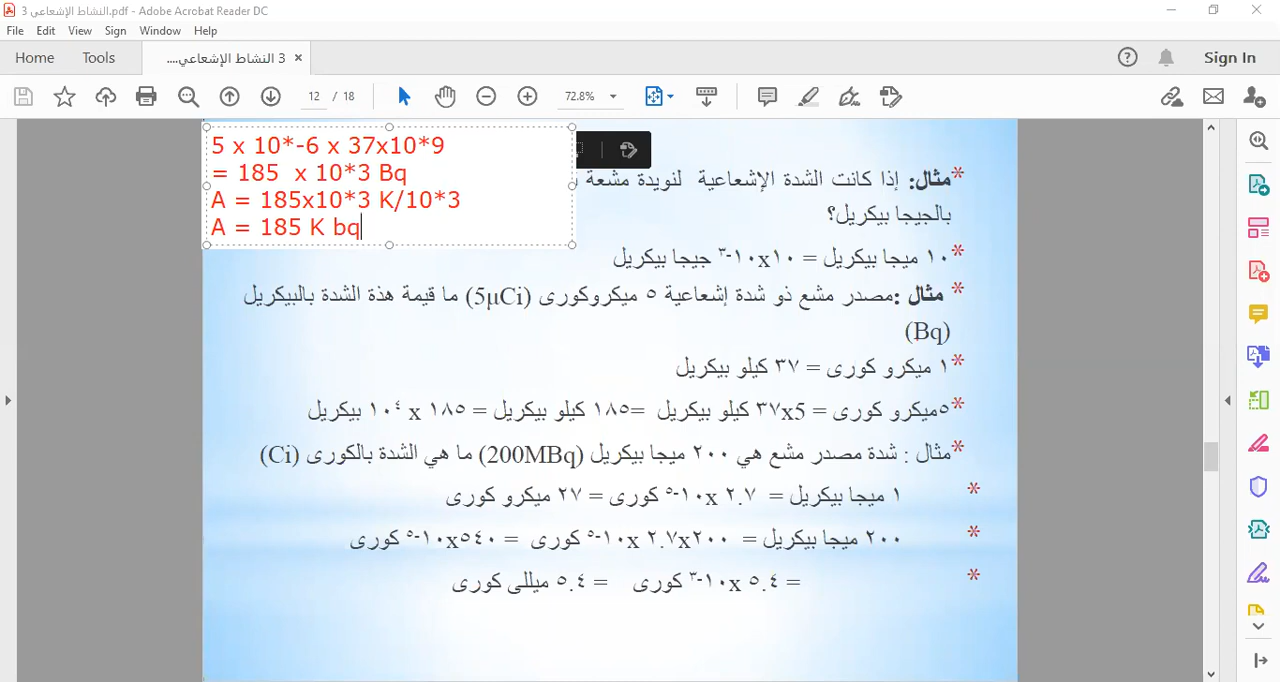 النشاط الإشعاعي 3.pdf - Adobe Acrobat Reader DC
File Edit View Sign Window Help
Home Tools 3 النشاط الإشعاعي.... × Sign In
12 / 18 72.8%
5 x 10*-6 x 37x10*9
= 185 x 10*3 Bq
A = 185x10*3 K/10*3
A = 185 K bq
*مثال: إذا كانت الشدة الإشعاعية لنويدة مشعة
بالجيجا بيكريل؟
*١٠ ميجا بيكريل = ١٠x١٠-٣ جيجا بيكريل
* مثال :مصدر مشع ذو شدة إشعاعية ٥ ميكروكورى (5µCi) ما قيمة هذة الشدة بالبيكريل
(Bq)
*١ ميكرو كورى = ٣٧ كيلو بيكريل
*٥ميكرو كورى = ٣٧x5 كيلو بيكريل =١٨٥ كيلو بيكريل = ١٨٥ x ١٠٤ بيكريل
*مثال : شدة مصدر مشع هي ٢٠٠ ميجا بيكريل (200MBq) ما هي الشدة بالكورى (Ci)
* ١ ميجا بيكريل = ٢.٧ x١٠-٥ كورى = ٢٧ ميكرو كورى
* ٢٠٠ ميجا بيكريل = ٢.٧x٢٠٠ x١٠-٥ كورى = ٥٤٠x١٠-٥ كورى
* = ٥.٤ x١٠-٣ كورى = ٥.٤ ميللى كورى